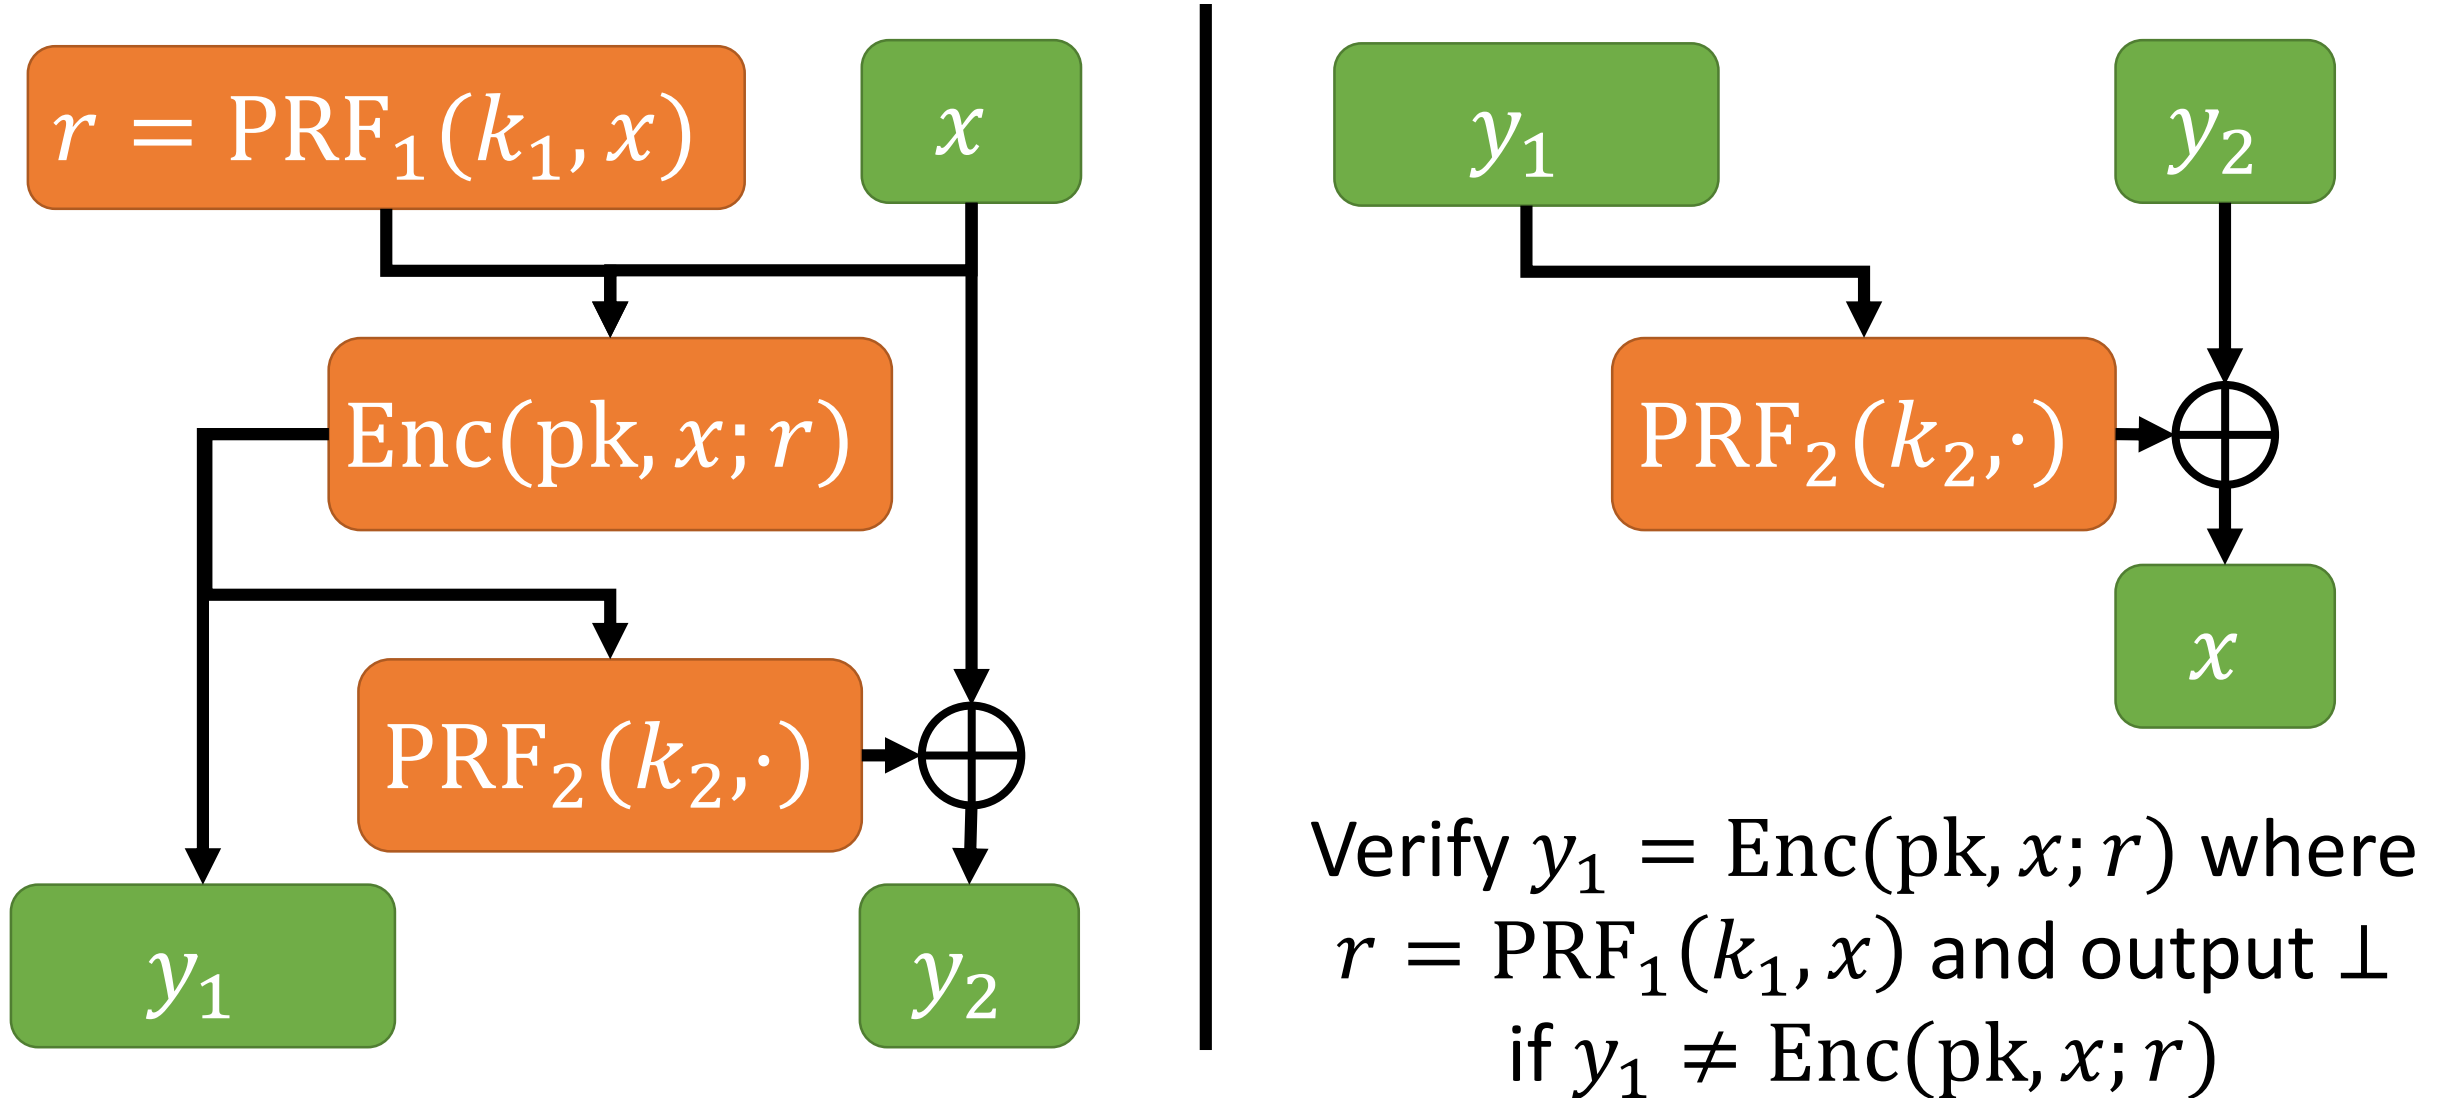 r = PRF₁(k₁, x)
x
Enc(pk, x; r)
PRF₂(k₂,·)
y₁
y₂
y₁
y₂
PRF₂(k₂,·)
x
Verify y₁ = Enc(pk, x; r) where
r = PRF₁(k₁, x) and output ⊥
if y₁ ≠ Enc(pk, x; r)